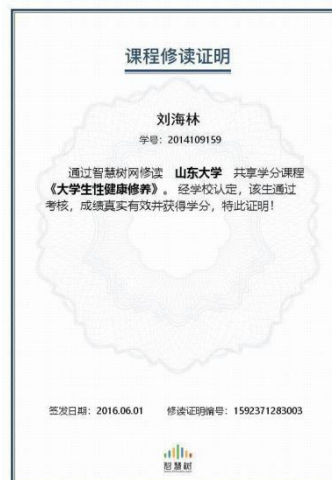 课程修读证明
刘海林
学号：2014109159
通过智慧树网修读 山东大学 共享学分课程
《大学生性健康修养》。经学校认定，该生通过
考核，成绩真实有效并获得学分，特此证明！
签发日期：2016.06.01 修读证明编号：1592371283003
智慧树